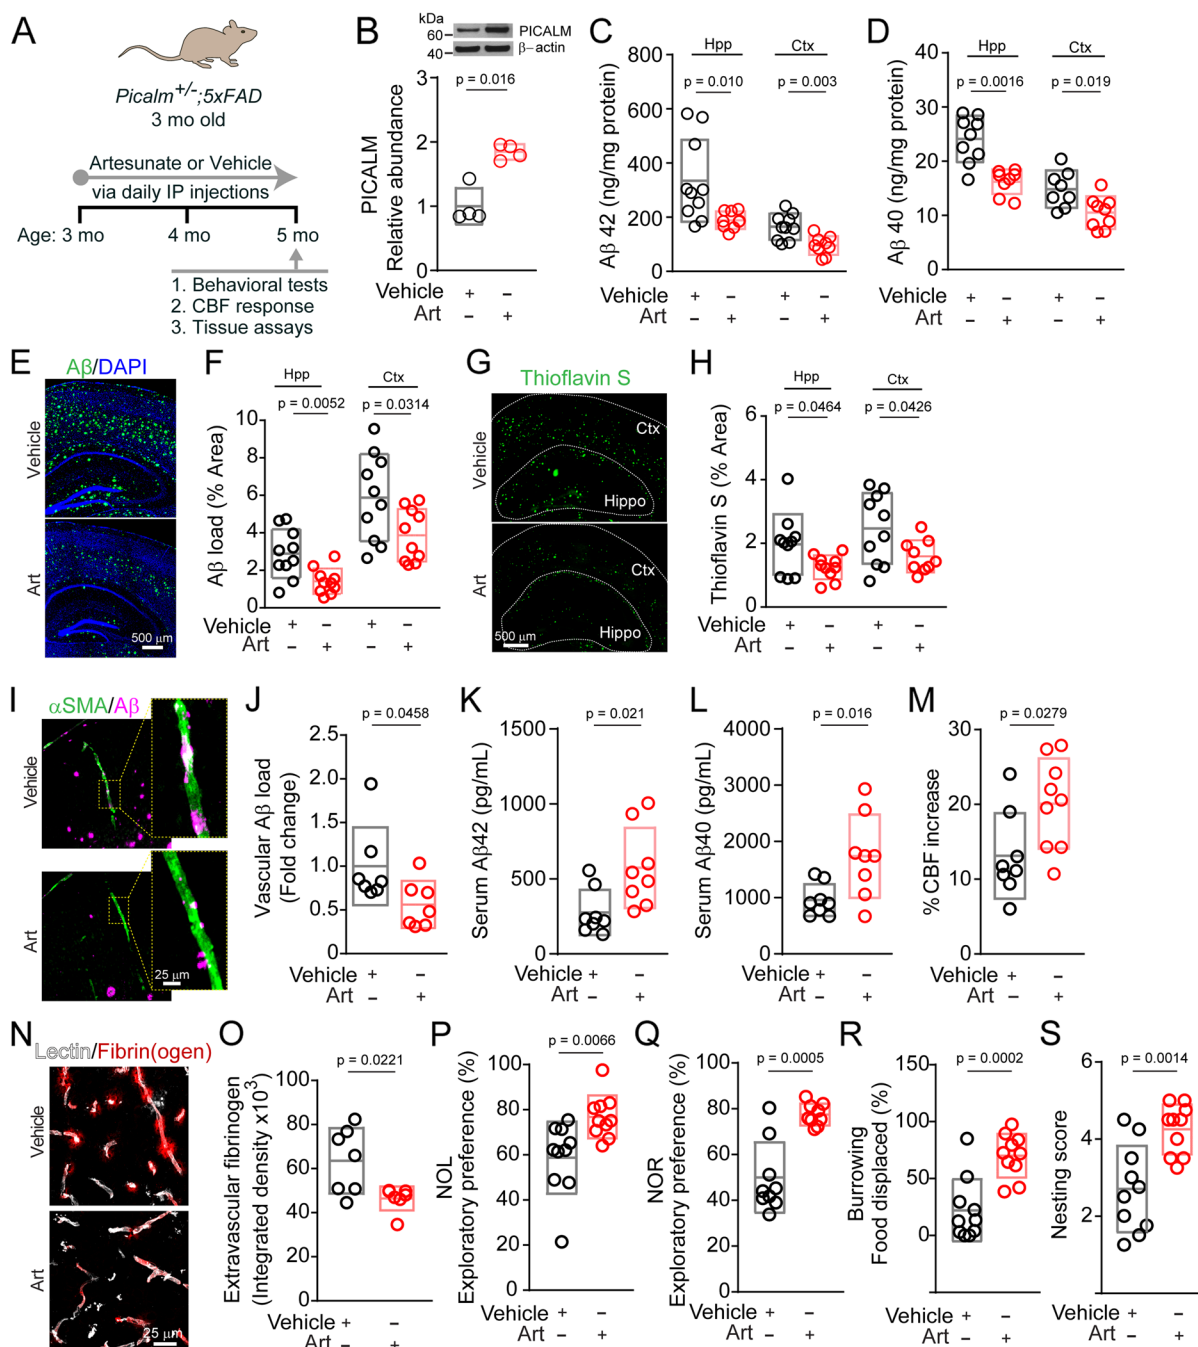 A
Picalm+/-;5xFAD
3 mo old
Artesunate or Vehicle
via daily IP injections
Age: 3 mo
4 mo
5 mo
1. Behavioral tests
2. CBF response
3. Tissue assays
B
kDa
60
40
PICALM
β−actin
p = 0.016
PICALM
Relative abundance
3
2
1
0
Vehicle + −
Art − +
C
Hpp
Ctx
p = 0.010
p = 0.003
Aβ 42 (ng/mg protein)
800
600
400
200
0
+ − + −
− + − +
D
Hpp
Ctx
p = 0.0016
p = 0.019
Aβ 40 (ng/mg protein)
40
30
20
10
0
+ − + −
− + − +
E
Aβ/DAPI
Vehicle
Art
500 µm
F
Hpp
Ctx
p = 0.0052
p = 0.0314
Aβ load (% Area)
10
8
6
4
2
0
Vehicle + − + −
Art − + − +
G
Thioflavin S
Vehicle
Ctx
Hippo
Art
Ctx
Hippo
500 µm
H
Hpp
Ctx
p = 0.0464
p = 0.0426
Thioflavin S (% Area)
6
4
2
0
Vehicle + − + −
Art − + − +
I
αSMA/Aβ
Vehicle
Art
25 µm
J
p = 0.0458
Vascular Aβ load
(Fold change)
2.5
2.0
1.5
1.0
0.5
0
Vehicle + −
Art − +
K
p = 0.021
Serum Aβ42 (pg/mL)
1500
1000
500
0
+ −
− +
L
p = 0.016
Serum Aβ40 (pg/mL)
4000
3000
2000
1000
0
Vehicle + −
Art − +
M
p = 0.0279
% CBF increase
30
20
10
0
Vehicle + −
Art − +
N
Lectin/Fibrin(ogen)
Vehicle
Art
25 µm
O
p = 0.0221
Extravascular fibrinogen
(Integrated density x10³)
100
80
60
40
20
0
Vehicle + −
Art − +
P
p = 0.0066
NOL
Exploratory preference (%)
100
80
60
40
20
0
Vehicle + −
Art − +
Q
p = 0.0005
NOR
Exploratory preference (%)
100
80
60
40
20
0
Vehicle + −
Art − +
R
p = 0.0002
Burrowing
Food displaced (%)
150
100
50
0
50
Vehicle + −
Art − +
S
p = 0.0014
Nesting score
6
4
2
Vehicle + −
Art − +